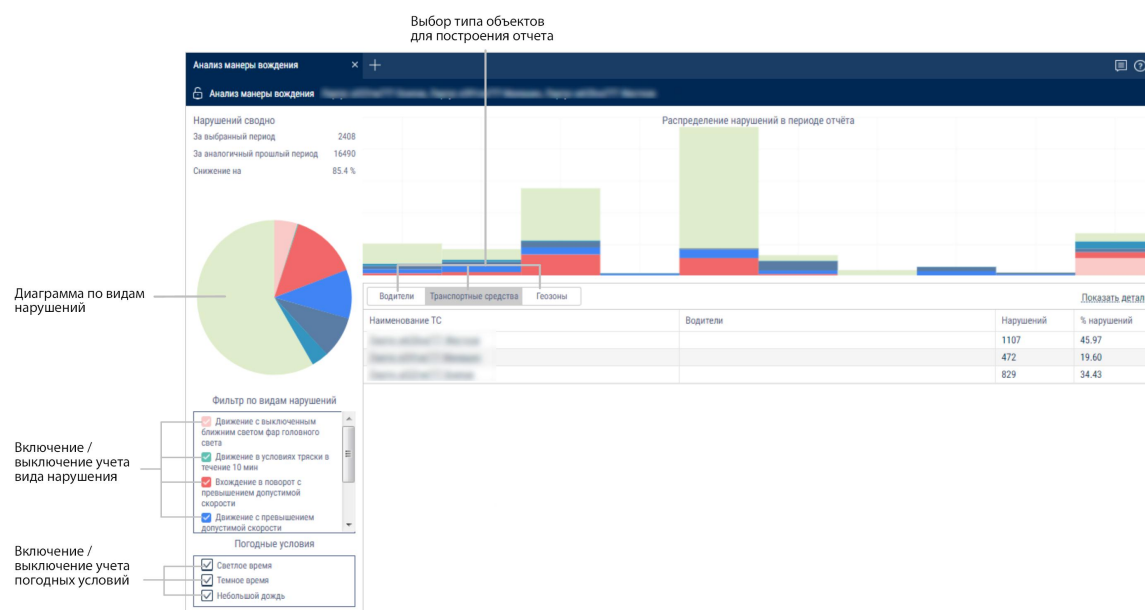 Выбор типа объектов
для построения отчета
Анализ манеры вождения
Анализ манеры вождения
Нарушений сводно
За выбранный период 2408
За аналогичный прошлый период 16490
Снижение на 85.4 %
Распределение нарушений в периоде отчёта
Диаграмма по видам
нарушений
Водители Транспортные средства Геозоны
Показать детал
Наименование ТС Водители Нарушений % нарушений
1107 45.97
472 19.60
829 34.43
Фильтр по видам нарушений
Движение с выключенным
ближним светом фар головного
света
Движение в условиях тряски в
течение 10 мин
Вхождение в поворот с
превышением допустимой
скорости
Движение с превышением
допустимой скорости
Включение /
выключение учета
вида нарушения
Погодные условия
Светлое время
Темное время
Небольшой дождь
Включение /
выключение учета
погодных условий